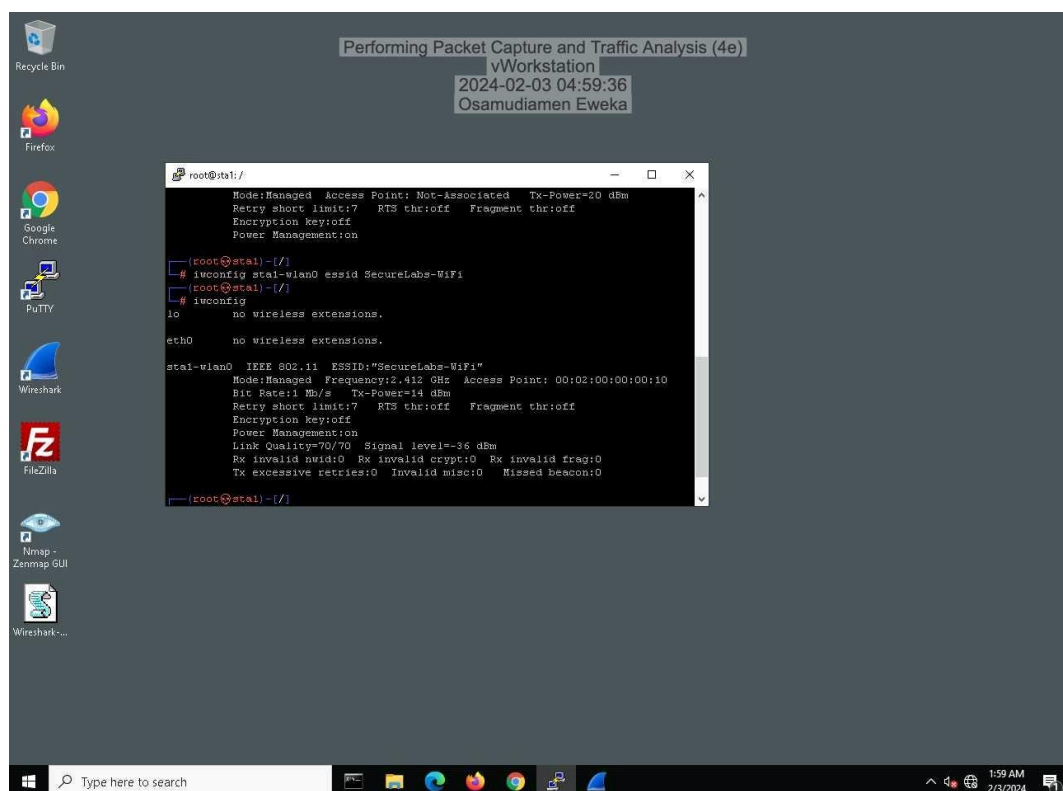 Performing Packet Capture and Traffic Analysis (4e)
vWorkstation
2024-02-03 04:59:36
Osamudiamen Eweka
Recycle Bin
Firefox
Google
Chrome
PuTTY
Wireshark
FileZilla
Nmap -
Zenmap GUI
Wireshark-...
root@sta1: /
Mode:Managed Access Point: Not-Associated Tx-Power=20 dBm
Retry short limit:7 RTS thr:off Fragment thr:off
Encryption key:off
Power Management:on
(root@sta1)-[/]
# iwconfig sta1-wlan0 essid SecureLabs-WiFi
(root@sta1)-[/]
# iwconfig
lo no wireless extensions.
eth0 no wireless extensions.
sta1-wlan0 IEEE 802.11 ESSID:"SecureLabs-WiFi"
Mode:Managed Frequency:2.412 GHz Access Point: 00:02:00:00:00:10
Bit Rate:1 Mb/s Tx-Power=14 dBm
Retry short limit:7 RTS thr:off Fragment thr:off
Encryption key:off
Power Management:on
Link Quality=70/70 Signal level=-36 dBm
Rx invalid nwid:0 Rx invalid crypt:0 Rx invalid frag:0
Tx excessive retries:0 Invalid misc:0 Missed beacon:0
(root@sta1)-[/]
Type here to search
1:59 AM
2/3/2024